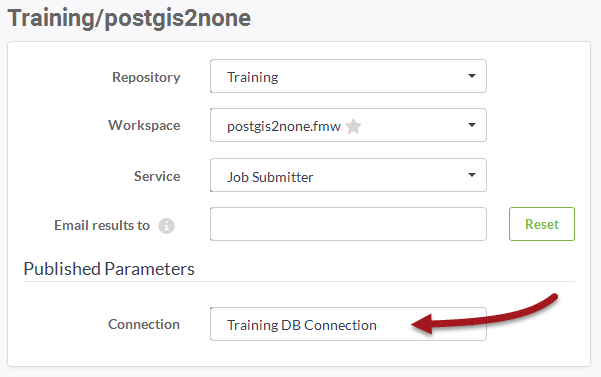 Training/postgis2none
Repository Training
Workspace postgis2none.fmw
Service Job Submitter
Email results to Reset
Published Parameters
Connection Training DB Connection